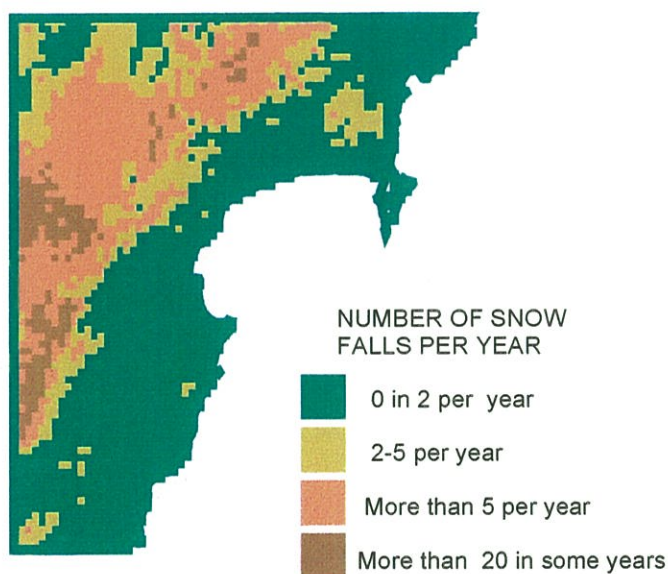 NUMBER OF SNOW
FALLS PER YEAR
0 in 2 per year
2-5 per year
More than 5 per year
More than 20 in some years